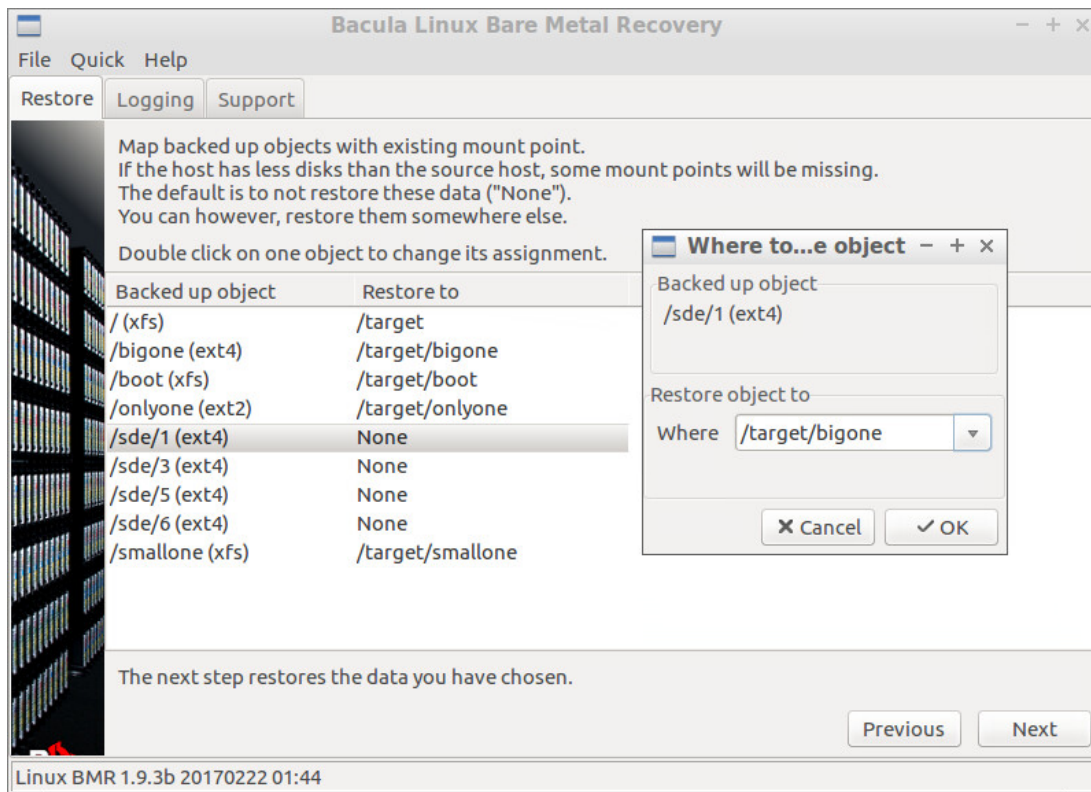 Bacula Linux Bare Metal Recovery
File Quick Help
Restore Logging Support
Map backed up objects with existing mount point.
If the host has less disks than the source host, some mount points will be missing.
The default is to not restore these data ("None").
You can however, restore them somewhere else.
Double click on one object to change its assignment.
Backed up object Restore to
/ (xfs) /target
/bigone (ext4) /target/bigone
/boot (xfs) /target/boot
/onlyone (ext2) /target/onlyone
/sde/1 (ext4) None
/sde/3 (ext4) None
/sde/5 (ext4) None
/sde/6 (ext4) None
/smallone (xfs) /target/smallone
Where to...e object
Backed up object
/sde/1 (ext4)
Restore object to
Where /target/bigone
Cancel OK
The next step restores the data you have chosen.
Previous Next
Linux BMR 1.9.3b 20170222 01:44